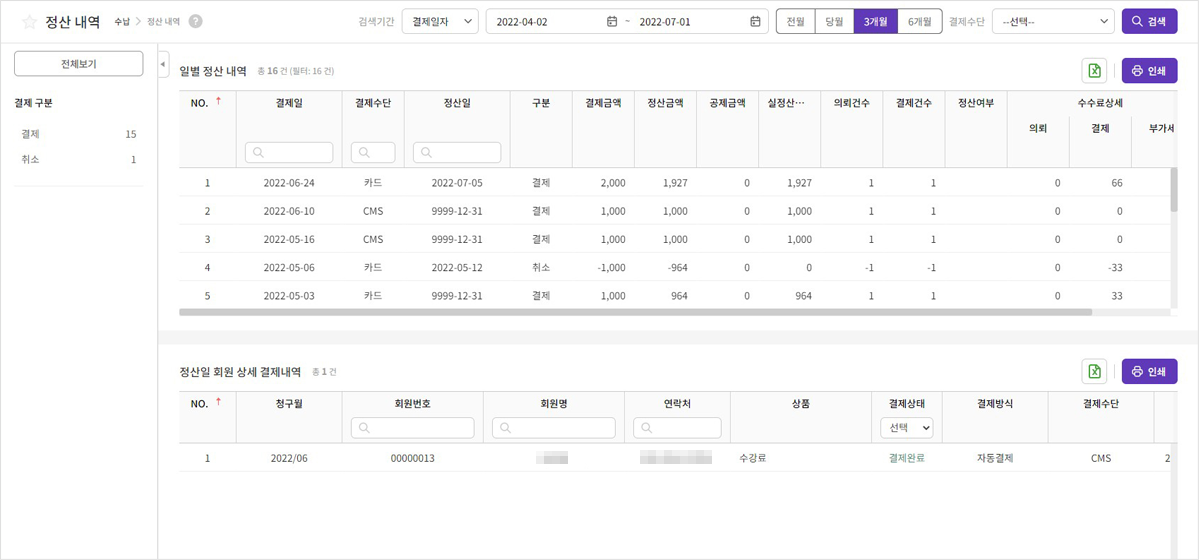 정산 내역 수납 > 정산 내역 ? 검색기간 결제일자 2022-04-02 ~ 2022-07-01 전월 당월 3개월 6개월 결제수단 --선택-- 검색
전체보기
결제 구분
결제 15
취소 1
일별 정산 내역 총 16 건 (필터: 16 건) 인쇄
NO. 결제일 결제수단 정산일 구분 결제금액 정산금액 공제금액 실정산… 의뢰건수 결제건수 정산여부 수수료상세
의뢰 결제 부가세
1 2022-06-24 카드 2022-07-05 결제 2,000 1,927 0 1,927 1 1 0 66
2 2022-06-10 CMS 9999-12-31 결제 1,000 1,000 0 1,000 1 1 0 0
3 2022-05-16 CMS 9999-12-31 결제 1,000 1,000 0 1,000 1 1 0 0
4 2022-05-06 카드 2022-05-12 취소 -1,000 -964 0 0 -1 -1 0 -33
5 2022-05-03 카드 9999-12-31 결제 1,000 964 0 964 1 1 0 33
정산일 회원 상세 결제내역 총 1 건 인쇄
NO. 청구월 회원번호 회원명 연락처 상품 결제상태 결제방식 결제수단
선택
1 2022/06 00000013 수강료 결제완료 자동결제 CMS 2